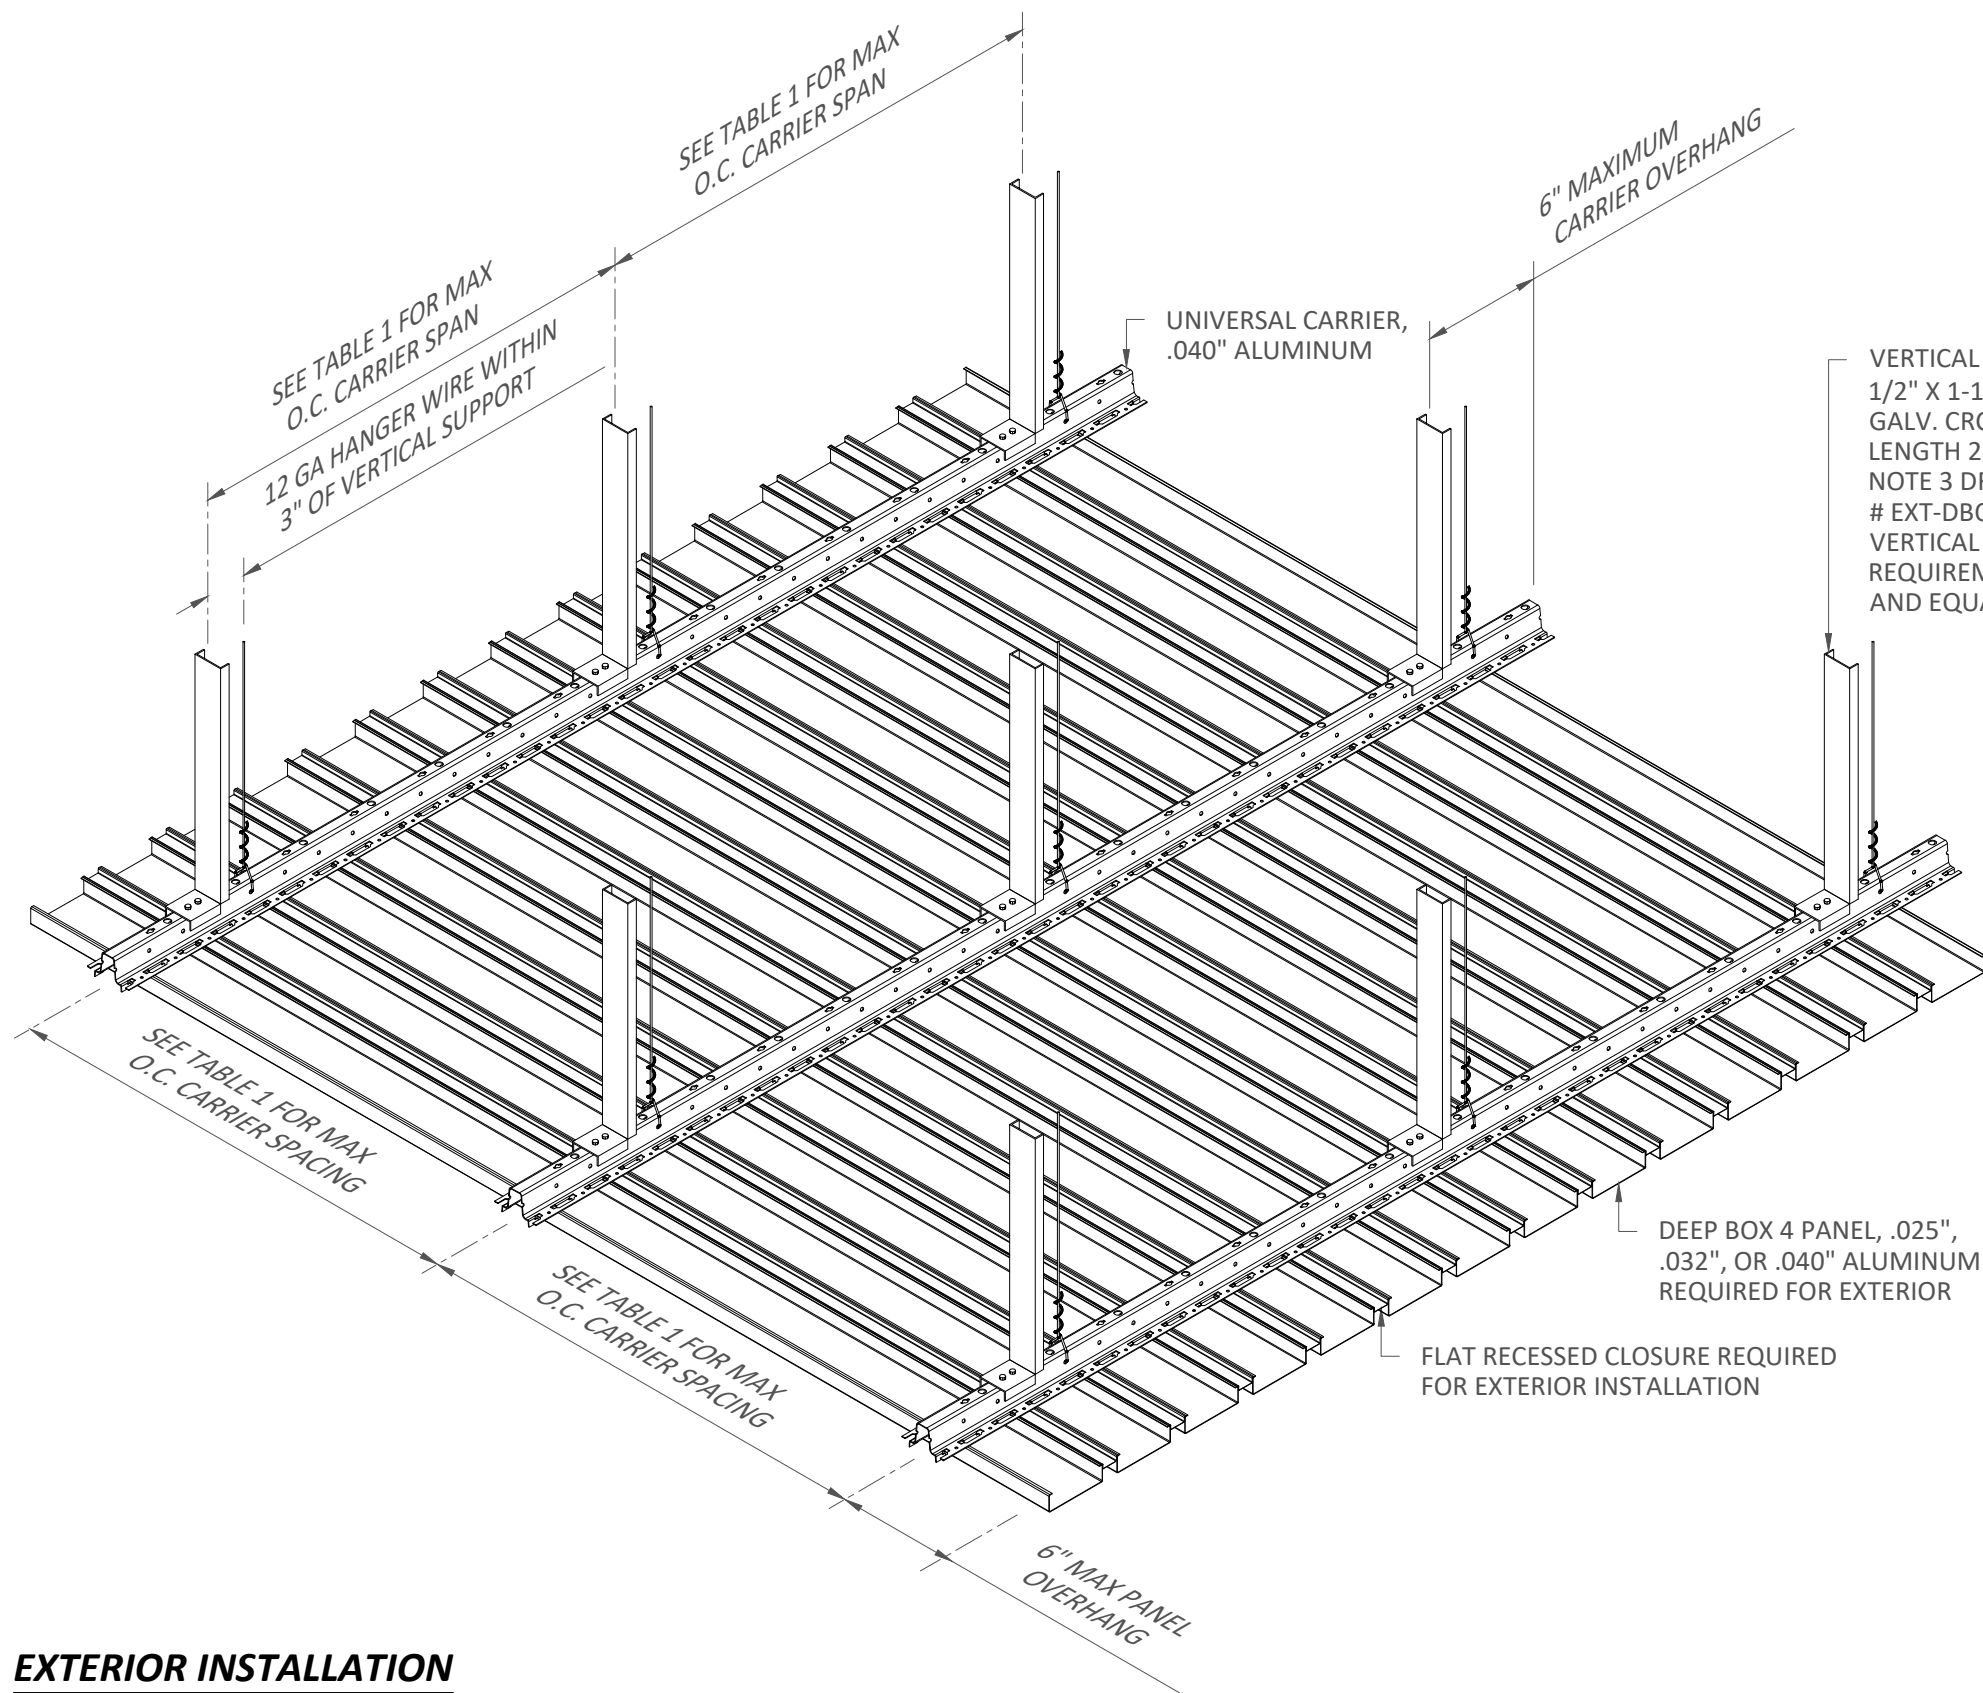 SEE TABLE 1 FOR MAX
O.C. CARRIER SPAN
SEE TABLE 1 FOR MAX
O.C. CARRIER SPAN
12 GA HANGER WIRE WITHIN
3" OF VERTICAL SUPPORT
6" MAXIMUM
CARRIER OVERHANG
UNIVERSAL CARRIER,
.040" ALUMINUM
VERTICAL
1/2" X 1-1
GALV. CRO
LENGTH 2
NOTE 3
# EXT-DBO
VERTICAL
REQUIREM
AND EQUA
SEE TABLE 1 FOR MAX
O.C. CARRIER SPACING
SEE TABLE 1 FOR MAX
O.C. CARRIER SPACING
6" MAX PANEL
OVERHANG
DEEP BOX 4 PANEL, .025",
.032", OR .040" ALUMINUM
REQUIRED FOR EXTERIOR
FLAT RECESSED CLOSURE REQUIRED
FOR EXTERIOR INSTALLATION
EXTERIOR INSTALLATION